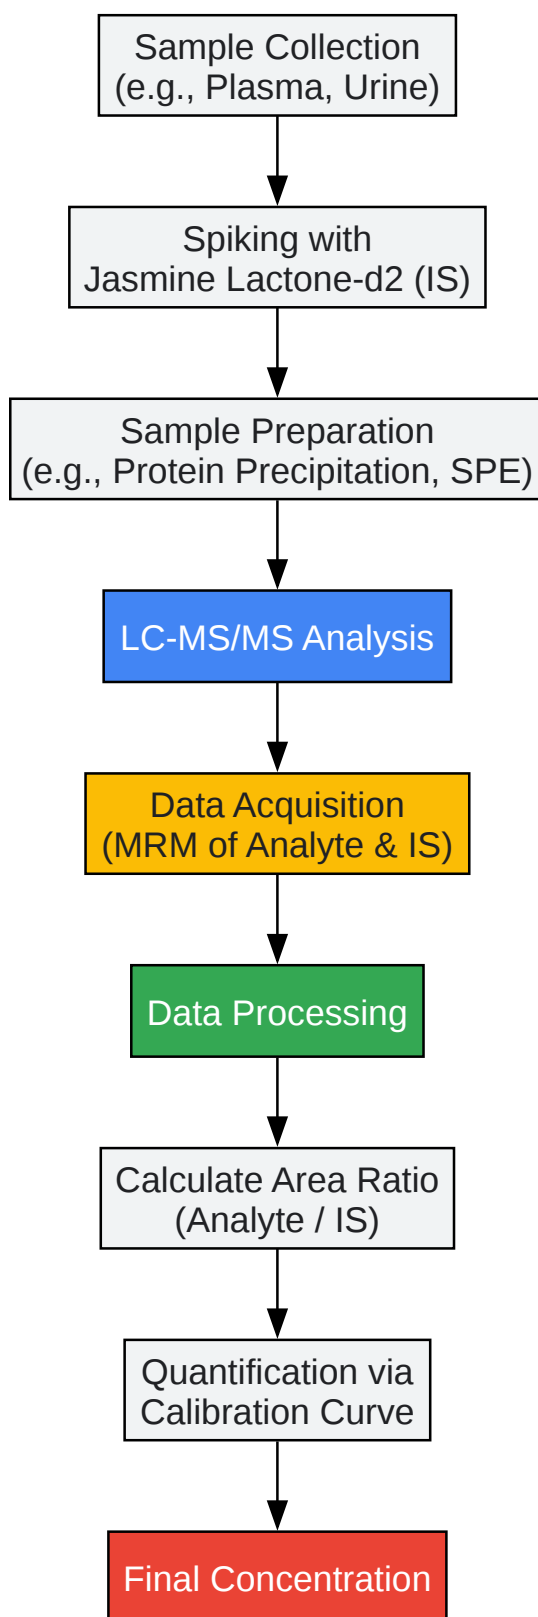 Sample Collection
(e.g., Plasma, Urine)
Spiking with
Jasmine Lactone-d2 (IS)
Sample Preparation
(e.g., Protein Precipitation, SPE)
LC-MS/MS Analysis
Data Acquisition
(MRM of Analyte & IS)
Data Processing
Calculate Area Ratio
(Analyte / IS)
Quantification via
Calibration Curve
Final Concentration